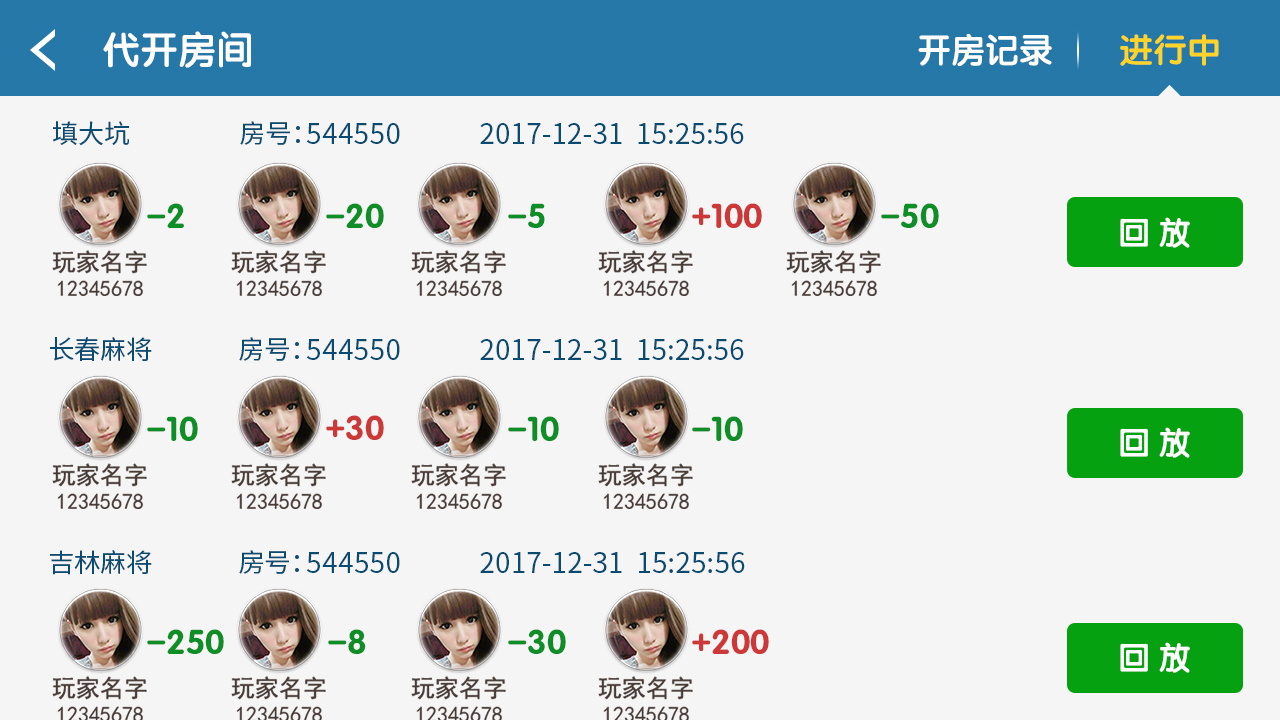 代开房间 开房记录 进行中
填大坑 房号:544550 2017-12-31 15:25:56
-2 -20 -5 +100 -50
回放
玩家名字 玩家名字 玩家名字 玩家名字 玩家名字
12345678 12345678 12345678 12345678 12345678
长春麻将 房号:544550 2017-12-31 15:25:56
-10 +30 -10 -10
回放
玩家名字 玩家名字 玩家名字 玩家名字
12345678 12345678 12345678 12345678
吉林麻将 房号:544550 2017-12-31 15:25:56
-250 -8 -30 +200
回放
玩家名字 玩家名字 玩家名字 玩家名字
12345678 12345678 12345678 12345678